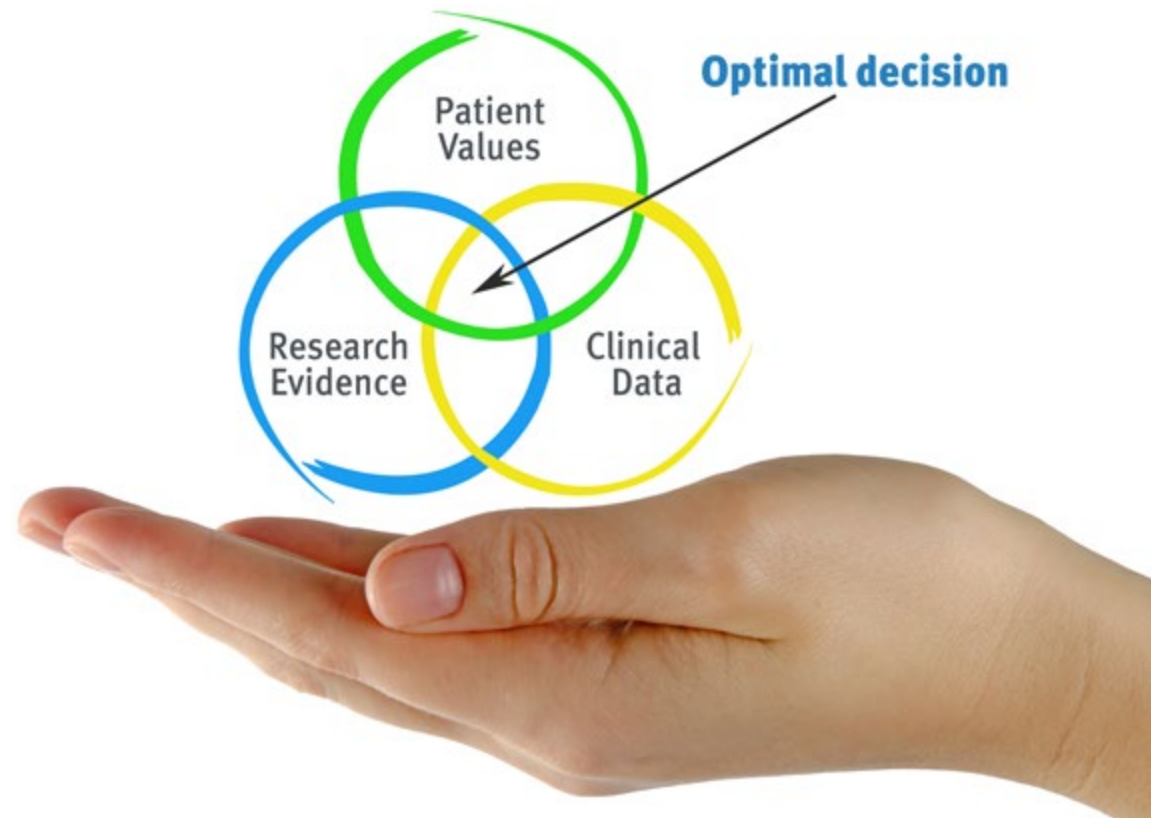 Optimal decision
Patient
Values
Research
Evidence
Clinical
Data